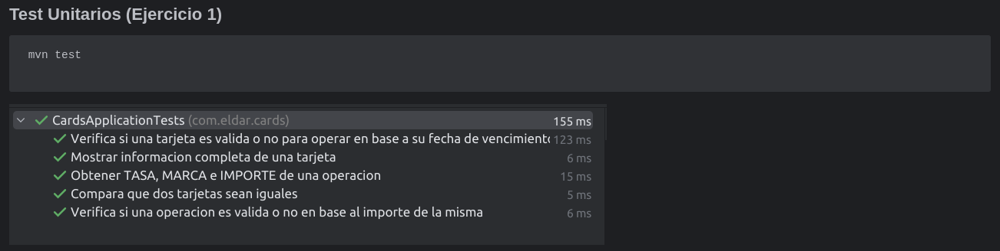 Test Unitarios (Ejercicio 1)
mvn test
CardsApplicationTests (com.eldar.cards) 155 ms
Verifica si una tarjeta es valida o no para operar en base a su fecha de vencimiento 123 ms
Mostrar informacion completa de una tarjeta 6 ms
Obtener TASA, MARCA e IMPORTE de una operacion 15 ms
Compara que dos tarjetas sean iguales 5 ms
Verifica si una operacion es valida o no en base al importe de la misma 6 ms